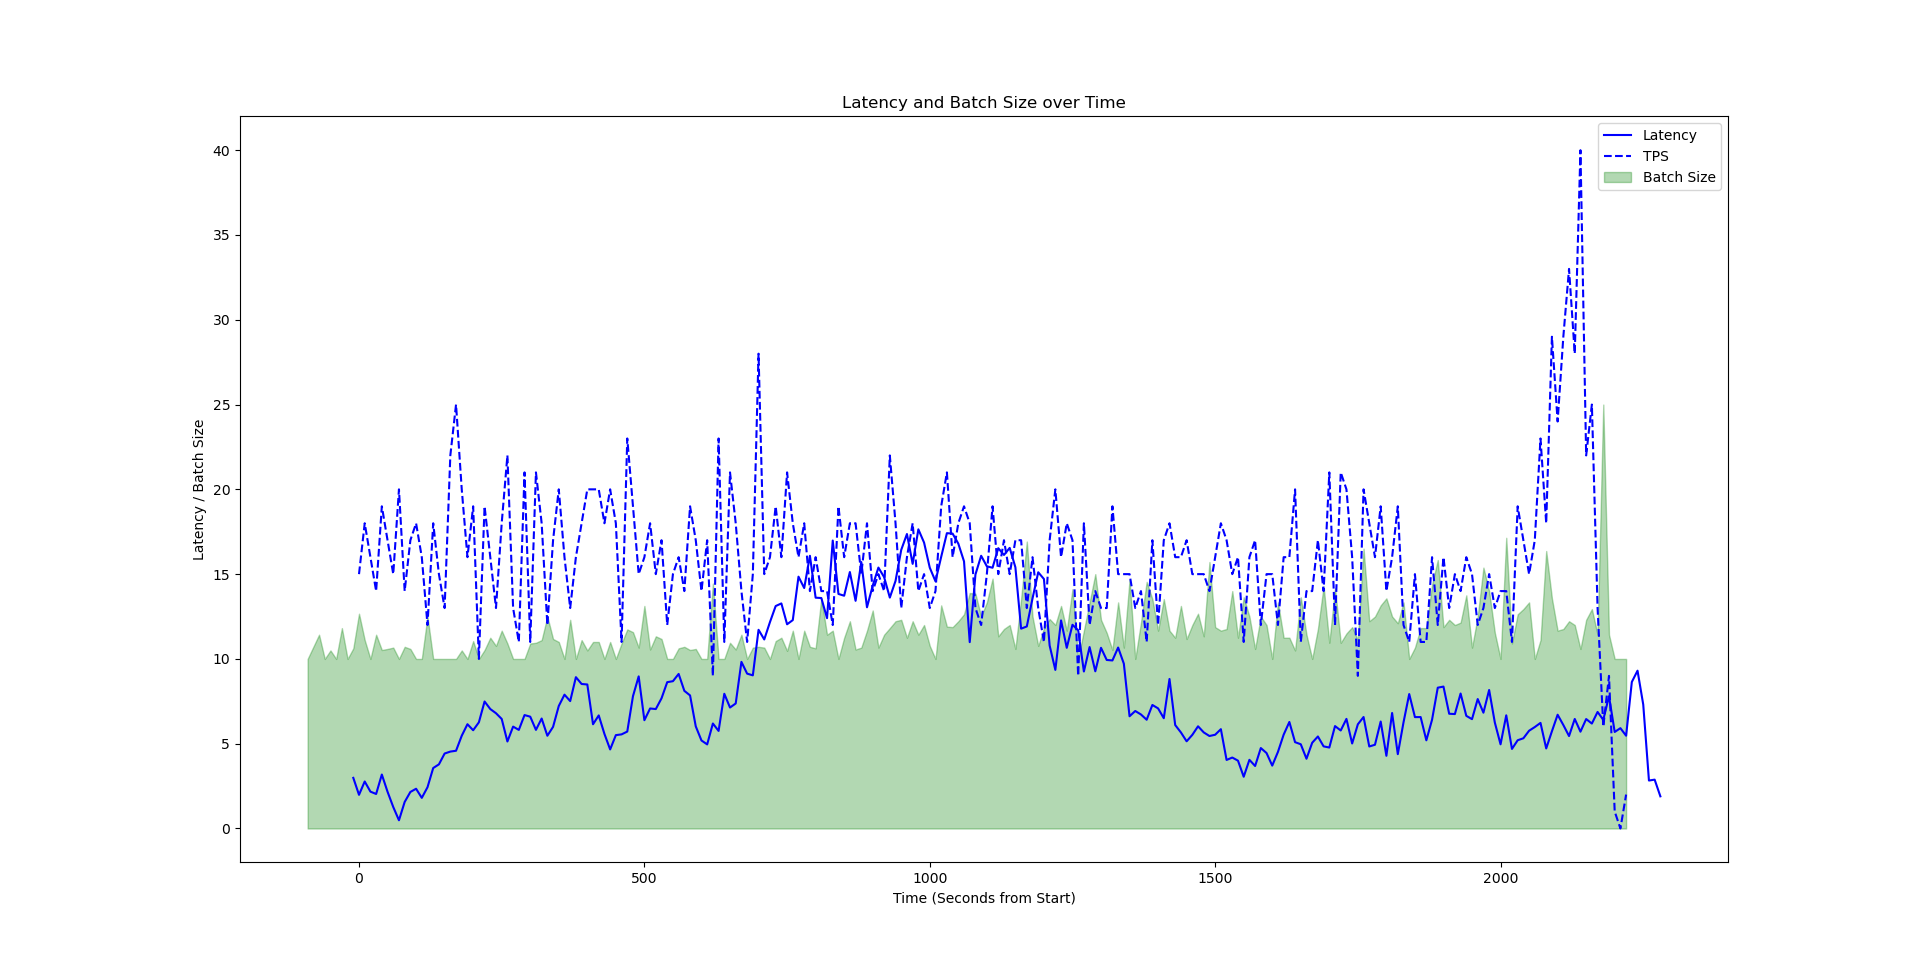 Latency and Batch Size over Time
Latency
TPS
Batch Size
Latency / Batch Size
40
35
30
25
20
15
10
5
0
0 500 1000 1500 2000
Time (Seconds from Start)